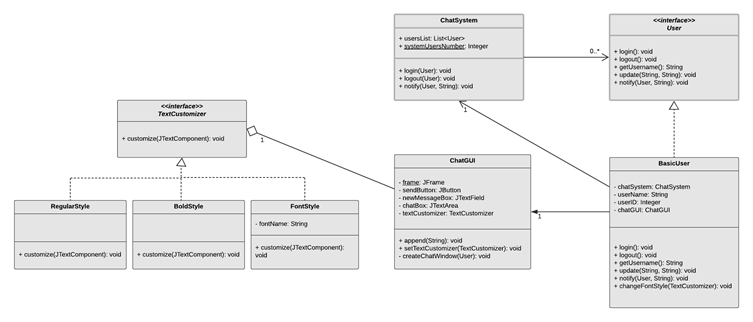 ChatSystem
+ usersList: List<User>
+ systemUsersNumber: Integer
+ login(User): void
+ logout(User): void
+ notify(User, String): void
0..*
1
<<interface>>
User
+ login(): void
+ logout(): void
+ getUsername(): String
+ update(String, String): void
+ notify(User, String): void
<<interface>>
TextCustomizer
+ customize(JTextComponent): void
1
ChatGUI
- frame: JFrame
- sendButton: JButton
- newMessageBox: JTextField
- chatBox: JTextArea
- textCustomizer: TextCustomizer
+ append(String): void
+ setTextCustomizer(TextCustomizer): void
- createChatWindow(User): void
1
BasicUser
- chatSystem: ChatSystem
- userName: String
- userID: Integer
- chatGUI: ChatGUI
+ login(): void
+ logout(): void
+ getUsername(): String
+ update(String, String): void
+ notify(User, String): void
+ changeFontStyle(TextCustomizer): void
RegularStyle
+ customize(JTextComponent): void
BoldStyle
+ customize(JTextComponent): void
FontStyle
- fontName: String
+ customize(JTextComponent):
void